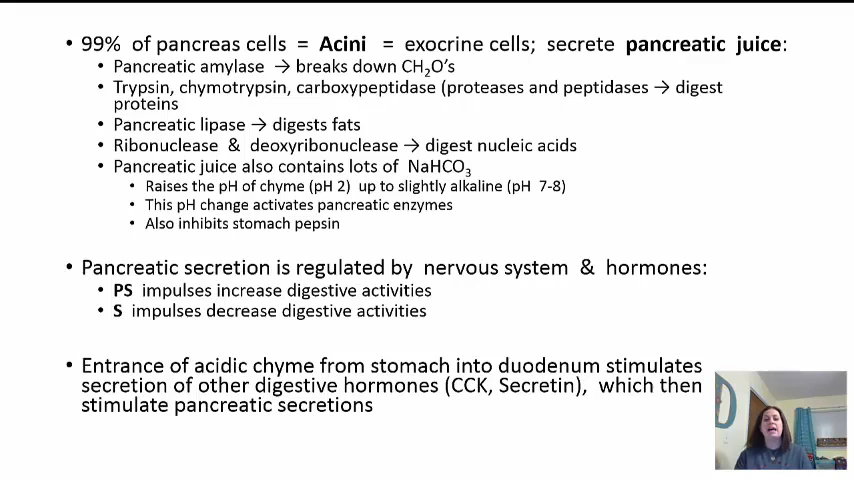 • 99% of pancreas cells = Acini = exocrine cells; secrete pancreatic juice:
• Pancreatic amylase → breaks down CH₂O's
• Trypsin, chymotrypsin, carboxypeptidase (proteases and peptidases → digest
proteins
• Pancreatic lipase → digests fats
• Ribonuclease & deoxyribonuclease → digest nucleic acids
• Pancreatic juice also contains lots of NaHCO₃
• Raises the pH of chyme (pH 2) up to slightly alkaline (pH 7-8)
• This pH change activates pancreatic enzymes
• Also inhibits stomach pepsin
• Pancreatic secretion is regulated by nervous system & hormones:
• PS impulses increase digestive activities
• S impulses decrease digestive activities
• Entrance of acidic chyme from stomach into duodenum stimulates
secretion of other digestive hormones (CCK, Secretin), which then
stimulate pancreatic secretions